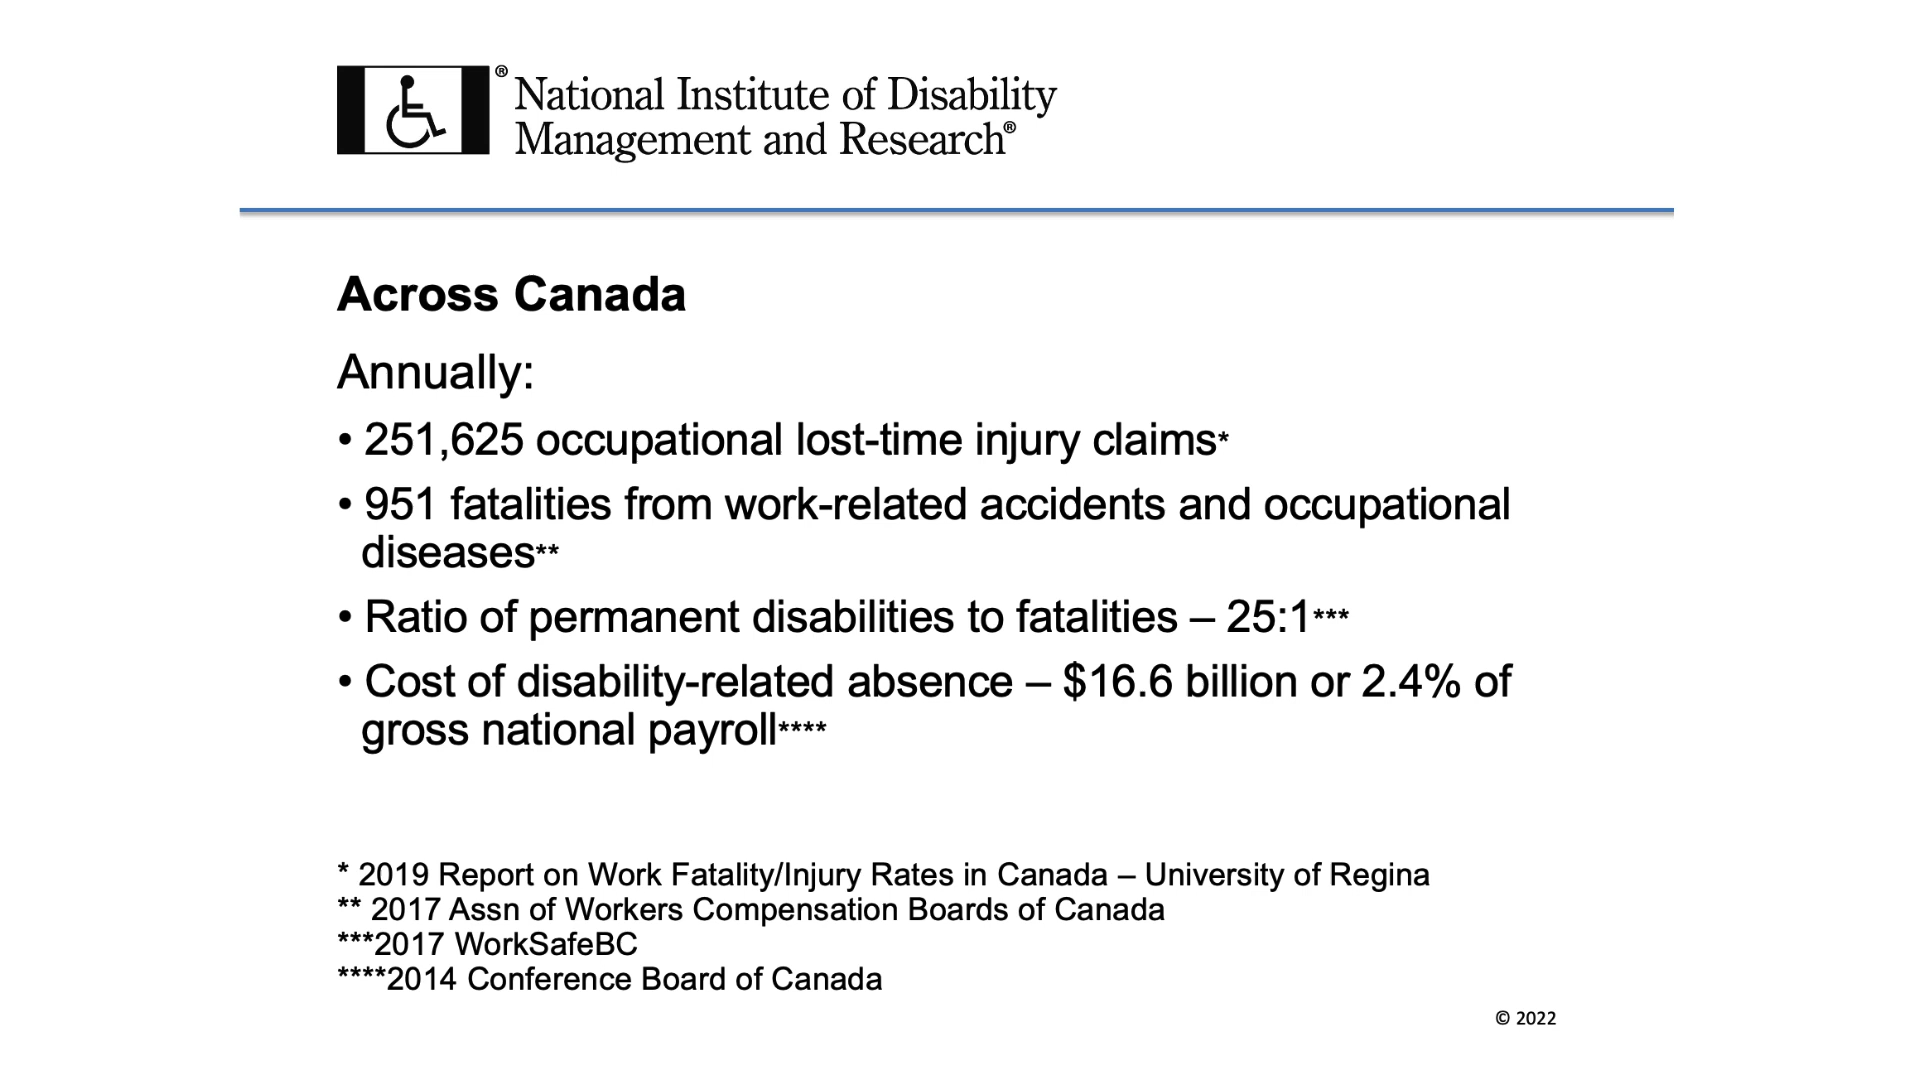 ® National Institute of Disability
Management and Research®
Across Canada
Annually:
• 251,625 occupational lost-time injury claims*
• 951 fatalities from work-related accidents and occupational
diseases**
• Ratio of permanent disabilities to fatalities – 25:1***
• Cost of disability-related absence – $16.6 billion or 2.4% of
gross national payroll****
* 2019 Report on Work Fatality/Injury Rates in Canada – University of Regina
** 2017 Assn of Workers Compensation Boards of Canada
***2017 WorkSafeBC
****2014 Conference Board of Canada
© 2022